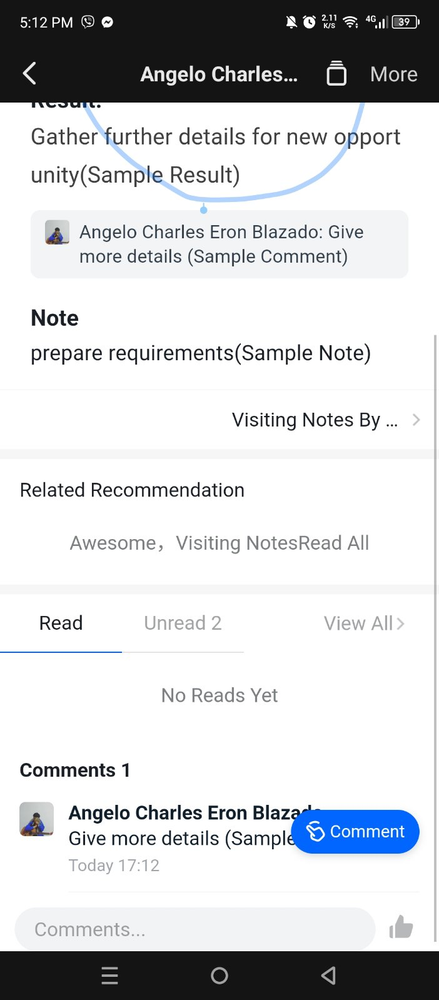 5:12 PM 2.11 K/S 4G 39
Angelo Charles... More
Result:
Gather further details for new opport
unity(Sample Result)
Angelo Charles Eron Blazado: Give
more details (Sample Comment)
Note
prepare requirements(Sample Note)
Visiting Notes By ...
Related Recommendation
Awesome，Visiting NotesRead All
Read Unread 2 View All
No Reads Yet
Comments 1
Angelo Charles Eron Blazado
Give more details (Sample
Comment
Today 17:12
Comments...